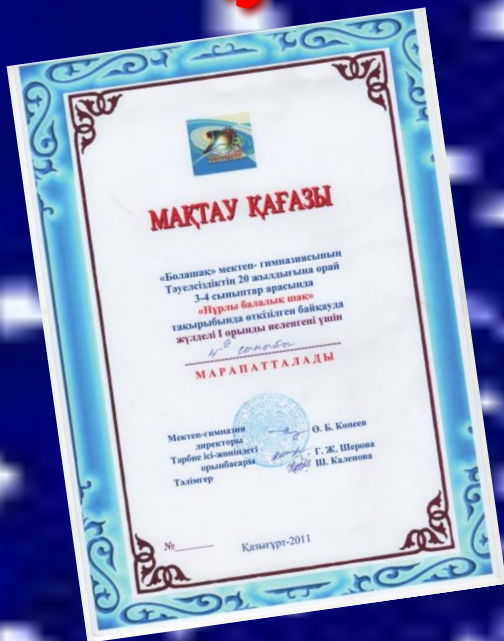 МАҚТАУ ҚАҒАЗЫ
«Болашақ» мектеп- гимназиясының
Тәуелсіздіктің 20 жылдығына орай
3-4 сыныптар арасында
«Нұрлы балалық шақ»
тақырыбында өткізілген байқауда
жүлделі І орынды иеленгені үшін
4 сыныбы
МАРАПАТТАЛАДЫ
Мектеп-гимназия
директоры Ө. Б. Көпеев
Тәрбие ісі-жөніндегі
орынбасары Г. Ж. Шерова
Тәлімгер Ш. Каленова
№
Қазығұрт-2011